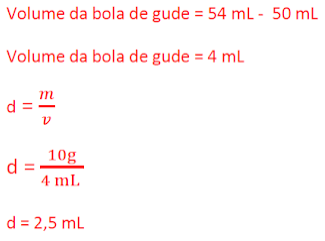 Volume da bola de gude = 54 mL - 50 mL
Volume da bola de gude = 4 mL
d = m/v
d = 10g/4 mL
d = 2,5 mL